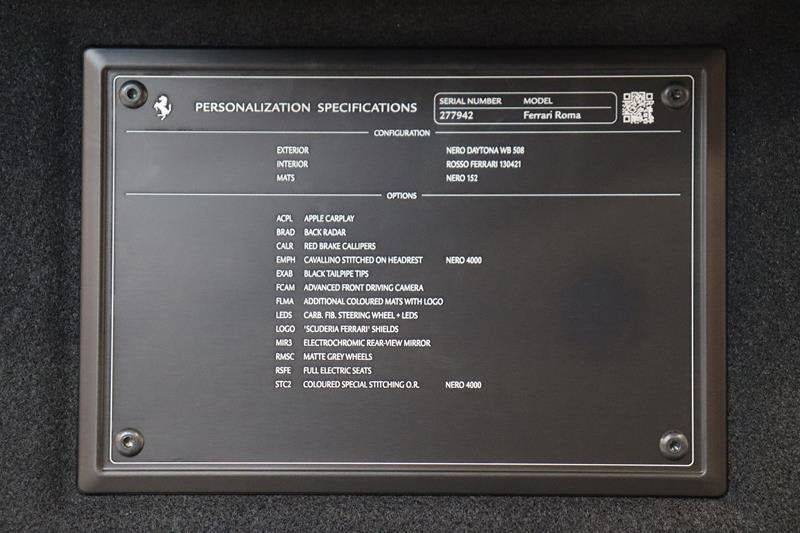 PERSONALIZATION SPECIFICATIONS
SERIAL NUMBER MODEL
277942 Ferrari Roma
CONFIGURATION
EXTERIOR NERO DAYTONA WB 508
INTERIOR ROSSO FERRARI 130421
MATS NERO 152
OPTIONS
ACPL APPLE CARPLAY
BRAD BACK RADAR
CALR RED BRAKE CALLIPERS
EMPH CAVALLINO STITCHED ON HEADREST NERO 4000
EXAB BLACK TAILPIPE TIPS
FCAM ADVANCED FRONT DRIVING CAMERA
FLMA ADDITIONAL COLOURED MATS WITH LOGO
LEDS CARB. FIB. STEERING WHEEL + LEDS
LOGO 'SCUDERIA FERRARI' SHIELDS
MIR3 ELECTROCHROMIC REAR-VIEW MIRROR
RMSC MATTE GREY WHEELS
RSFE FULL ELECTRIC SEATS
STC2 COLOURED SPECIAL STITCHING O.R. NERO 4000